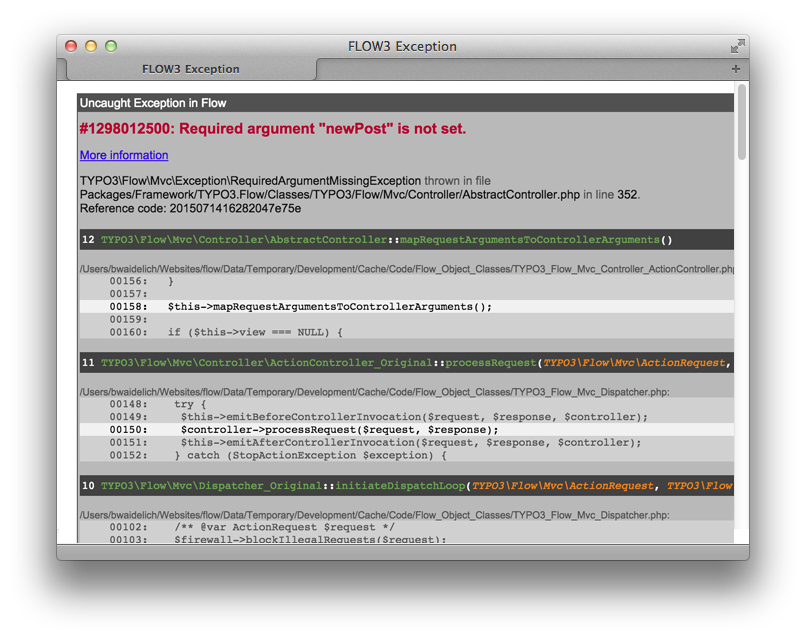 FLOW3 Exception
FLOW3 Exception
Uncaught Exception in Flow
#1298012500: Required argument "newPost" is not set.
More information
TYPO3\Flow\Mvc\Exception\RequiredArgumentMissingException thrown in file
Packages/Framework/TYPO3.Flow/Classes/TYPO3/Flow/Mvc/Controller/AbstractController.php in line 352.
Reference code: 2015071416282047e75e
12 TYPO3\Flow\Mvc\Controller\AbstractController::mapRequestArgumentsToControllerArguments()
/Users/bwaidelich/Websites/flow/Data/Temporary/Development/Cache/Code/Flow_Object_Classes/TYPO3_Flow_Mvc_Controller_ActionController.php
00156: }
00157:
00158: $this->mapRequestArgumentsToControllerArguments();
00159:
00160: if ($this->view === NULL) {
11 TYPO3\Flow\Mvc\Controller\ActionController_Original::processRequest(TYPO3\Flow\Mvc\ActionRequest,
/Users/bwaidelich/Websites/flow/Data/Temporary/Development/Cache/Code/Flow_Object_Classes/TYPO3_Flow_Mvc_Dispatcher.php:
00148: try {
00149: $this->emitBeforeControllerInvocation($request, $response, $controller);
00150: $controller->processRequest($request, $response);
00151: $this->emitAfterControllerInvocation($request, $response, $controller);
00152: } catch (StopActionException $exception) {
10 TYPO3\Flow\Mvc\Dispatcher_Original::initiateDispatchLoop(TYPO3\Flow\Mvc\ActionRequest, TYPO3\Flow
/Users/bwaidelich/Websites/flow/Data/Temporary/Development/Cache/Code/Flow_Object_Classes/TYPO3_Flow_Mvc_Dispatcher.php:
00102: /** @var ActionRequest $request */
00103: $firewall->blockIllegalRequests($request);